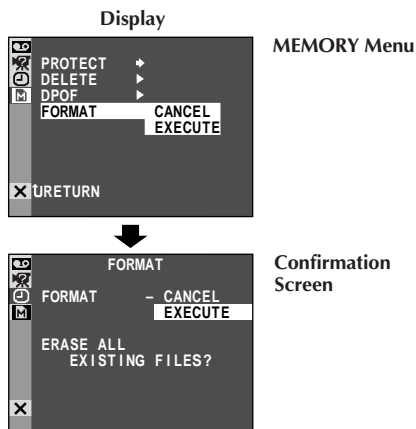 Display
MEMORY Menu
PROTECT
DELETE
DPOF
FORMAT CANCEL
EXECUTE
RETURN
Confirmation
Screen
FORMAT
FORMAT – CANCEL
EXECUTE
M
ERASE ALL
EXISTING FILES?